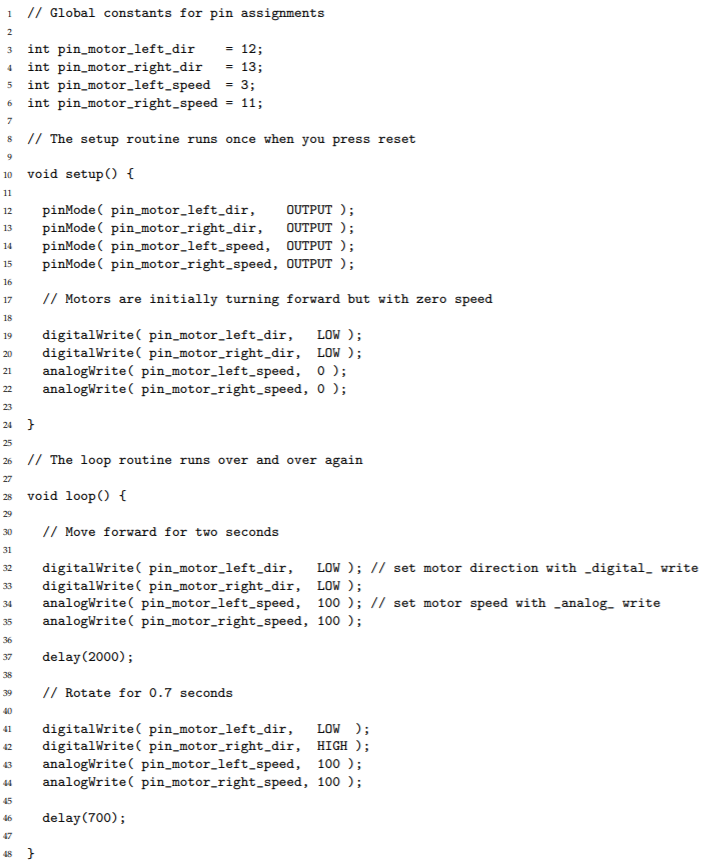 1 // Global constants for pin assignments
2
3 int pin_motor_left_dir    = 12;
4 int pin_motor_right_dir   = 13;
5 int pin_motor_left_speed  = 3;
6 int pin_motor_right_speed = 11;
7
8 // The setup routine runs once when you press reset
9
10 void setup() {
11
12   pinMode( pin_motor_left_dir,    OUTPUT );
13   pinMode( pin_motor_right_dir,   OUTPUT );
14   pinMode( pin_motor_left_speed,  OUTPUT );
15   pinMode( pin_motor_right_speed, OUTPUT );
16
17   // Motors are initially turning forward but with zero speed
18
19   digitalWrite( pin_motor_left_dir,   LOW );
20   digitalWrite( pin_motor_right_dir,  LOW );
21   analogWrite( pin_motor_left_speed,  0 );
22   analogWrite( pin_motor_right_speed, 0 );
23
24 }
25
26 // The loop routine runs over and over again
27
28 void loop() {
29
30   // Move forward for two seconds
31
32   digitalWrite( pin_motor_left_dir,   LOW ); // set motor direction with _digital_ write
33   digitalWrite( pin_motor_right_dir,  LOW );
34   analogWrite( pin_motor_left_speed,  100 ); // set motor speed with _analog_ write
35   analogWrite( pin_motor_right_speed, 100 );
36
37   delay(2000);
38
39   // Rotate for 0.7 seconds
40
41   digitalWrite( pin_motor_left_dir,   LOW  );
42   digitalWrite( pin_motor_right_dir,  HIGH );
43   analogWrite( pin_motor_left_speed,  100 );
44   analogWrite( pin_motor_right_speed, 100 );
45
46   delay(700);
47
48 }